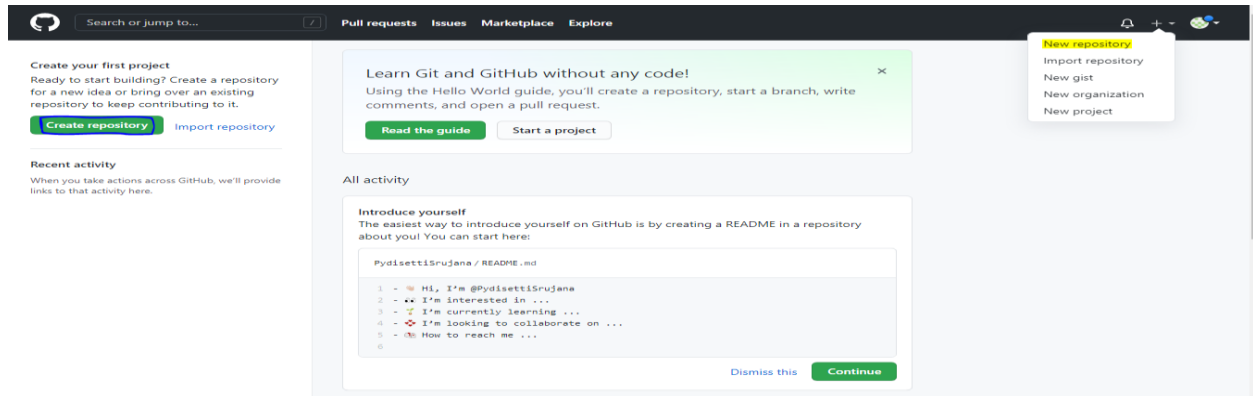 Search or jump to...
/
Pull requests Issues Marketplace Explore
New repository
Import repository
New gist
New organization
New project
Create your first project
Ready to start building? Create a repository
for a new idea or bring over an existing
repository to keep contributing to it.
Create repository
Import repository
Recent activity
When you take actions across GitHub, we'll provide
links to that activity here.
Learn Git and GitHub without any code!
Using the Hello World guide, you'll create a repository, start a branch, write
comments, and open a pull request.
Read the guide
Start a project
All activity
Introduce yourself
The easiest way to introduce yourself on GitHub is by creating a README in a repository
about you! You can start here:
PydisettiSrujana / README.md
1 - 👋 Hi, I'm @PydisettiSrujana
2 - 👀 I'm interested in ...
3 - 🌱 I'm currently learning ...
4 - 💞️ I'm looking to collaborate on ...
5 - 📫 How to reach me ...
6
Dismiss this
Continue